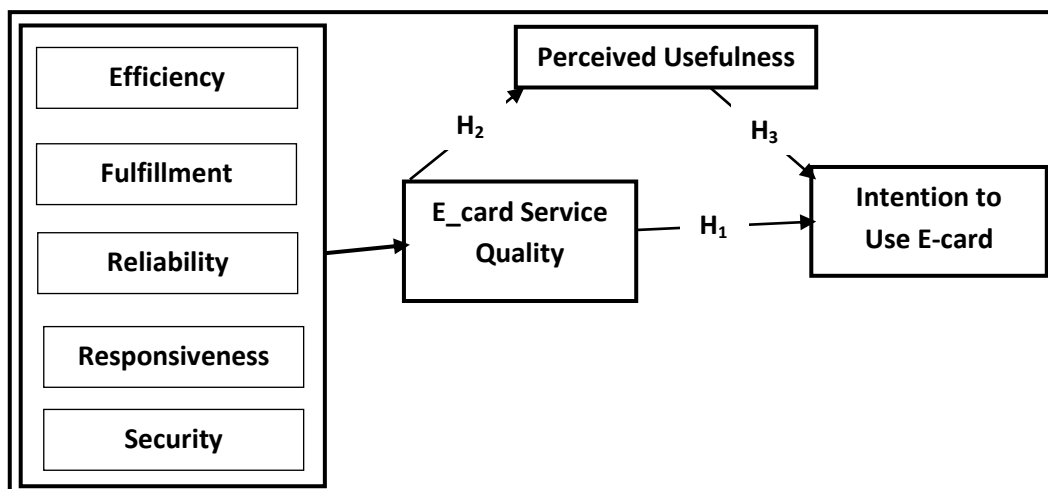 Efficiency
Fulfillment
Reliability
Responsiveness
Security
E_card Service
Quality
H₂
Perceived Usefulness
H₃
H₁
Intention to
Use E-card